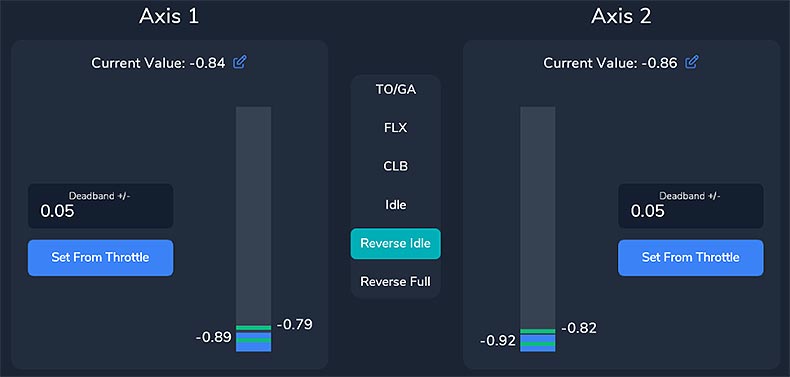 Axis 1
Current Value: -0.84
Deadband +/-
0.05
Set From Throttle
-0.79
-0.89
TO/GA
FLX
CLB
Idle
Reverse Idle
Reverse Full
Axis 2
Current Value: -0.86
Deadband +/-
0.05
Set From Throttle
-0.82
-0.92